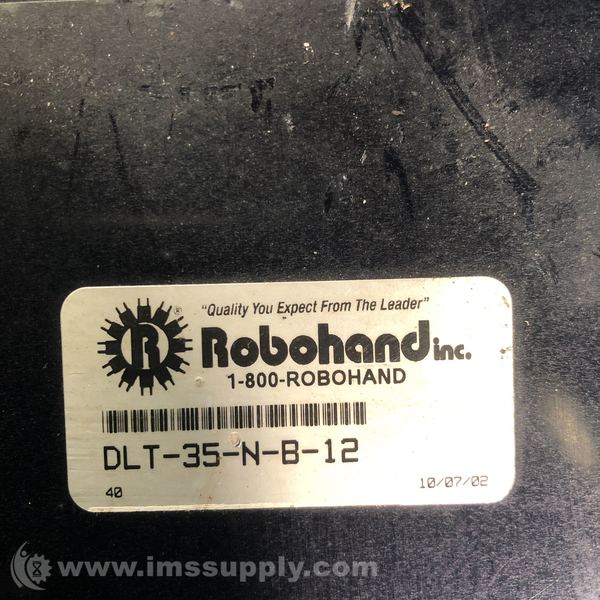 "Quality You Expect From The Leader"
R ®
Robohand inc.
1-800-ROBOHAND
DLT-35-N-B-12
40 10/07/02
www.imssupply.com